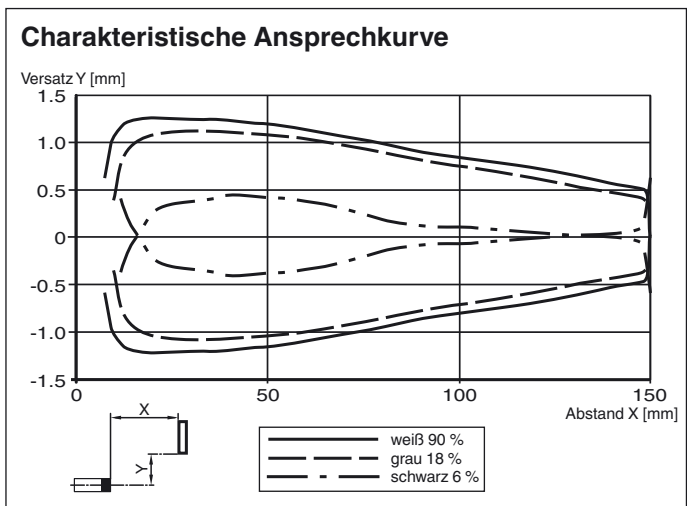 Charakteristische Ansprechkurve
Versatz Y [mm]
1.5
1.0
0.5
0
-0.5
-1.0
-1.5
0 50 100 150
Abstand X [mm]
X
Y
weiß 90 %
grau 18 %
schwarz 6 %